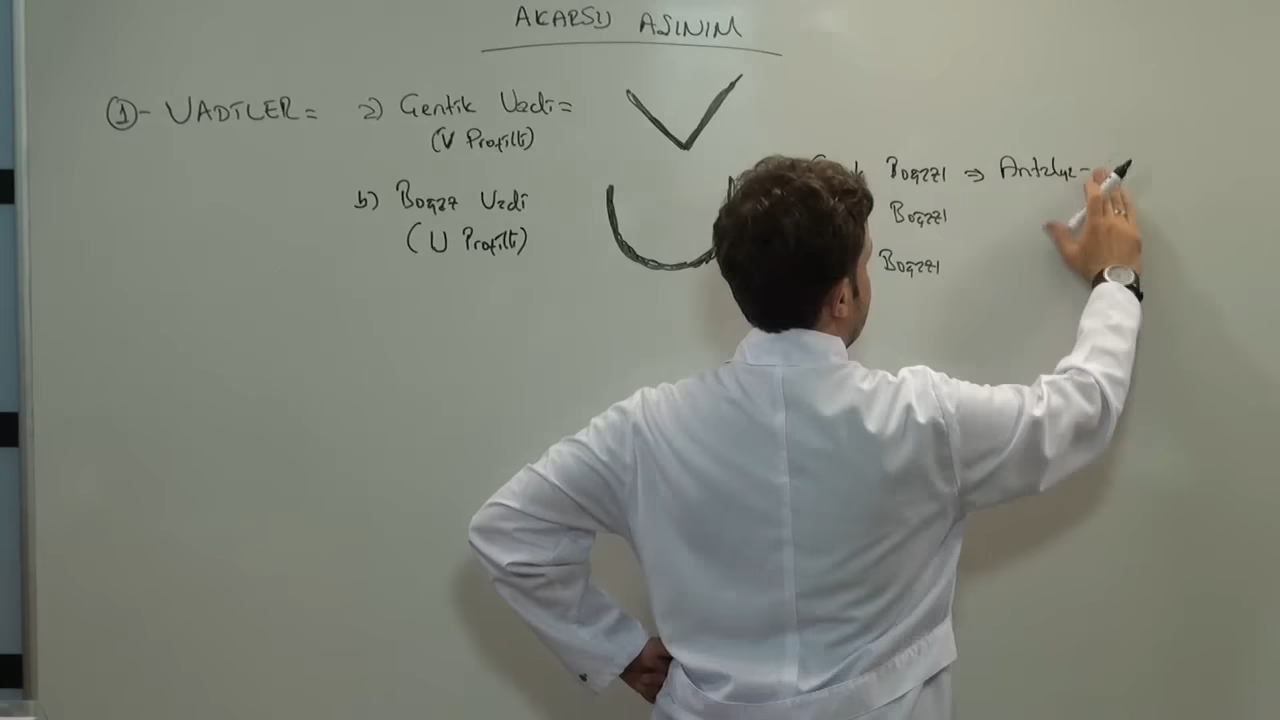 AKARSU AŞINIM
①- VADİLER = a) Çentik Vadi =
(V Profilli)
b) Boğaz Vadi
(U Profilli)
Boğazı ⇒ Antalya -
Boğazı
Boğazı